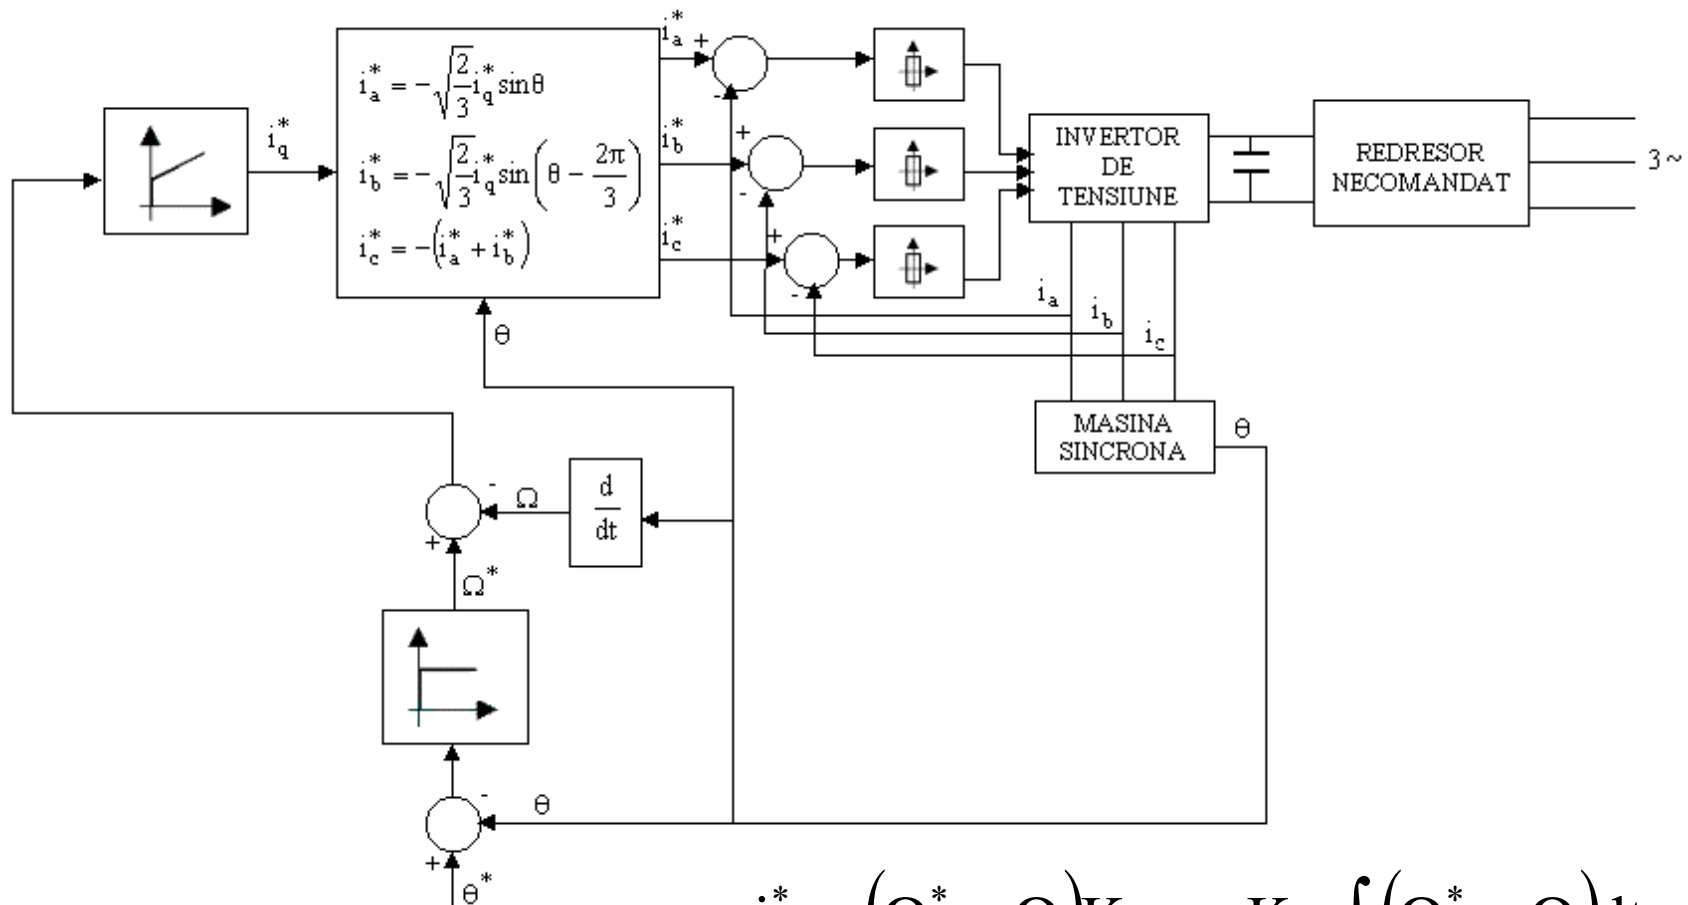 i*a +
i*a = -√(2/3) i*q sinθ
-
i*q
+ i*b
i*b = -√(2/3) i*q sin(θ - 2π/3)
INVERTOR
DE
TENSIUNE
REDRESOR
NECOMANDAT
3~
-
i*c +
i*c = -(i*a + i*b)
-
ia
ib
ic
θ
MASINA
SINCRONA
θ
-
Ω
d
dt
+
Ω*
-
θ
+
θ*
i* (Ω* Ω)K K ∫(Ω* Ω)dt